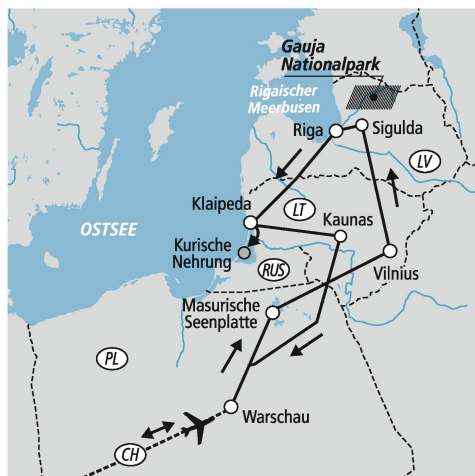 Gauja
Nationalpark
Rigaischer
Meerbusen
Riga
Sigulda
LV
Klaipeda
LT
Kaunas
OSTSEE
Kurische
Nehrung
RUS
Vilnius
Masurische
Seenplatte
PL
Warschau
CH